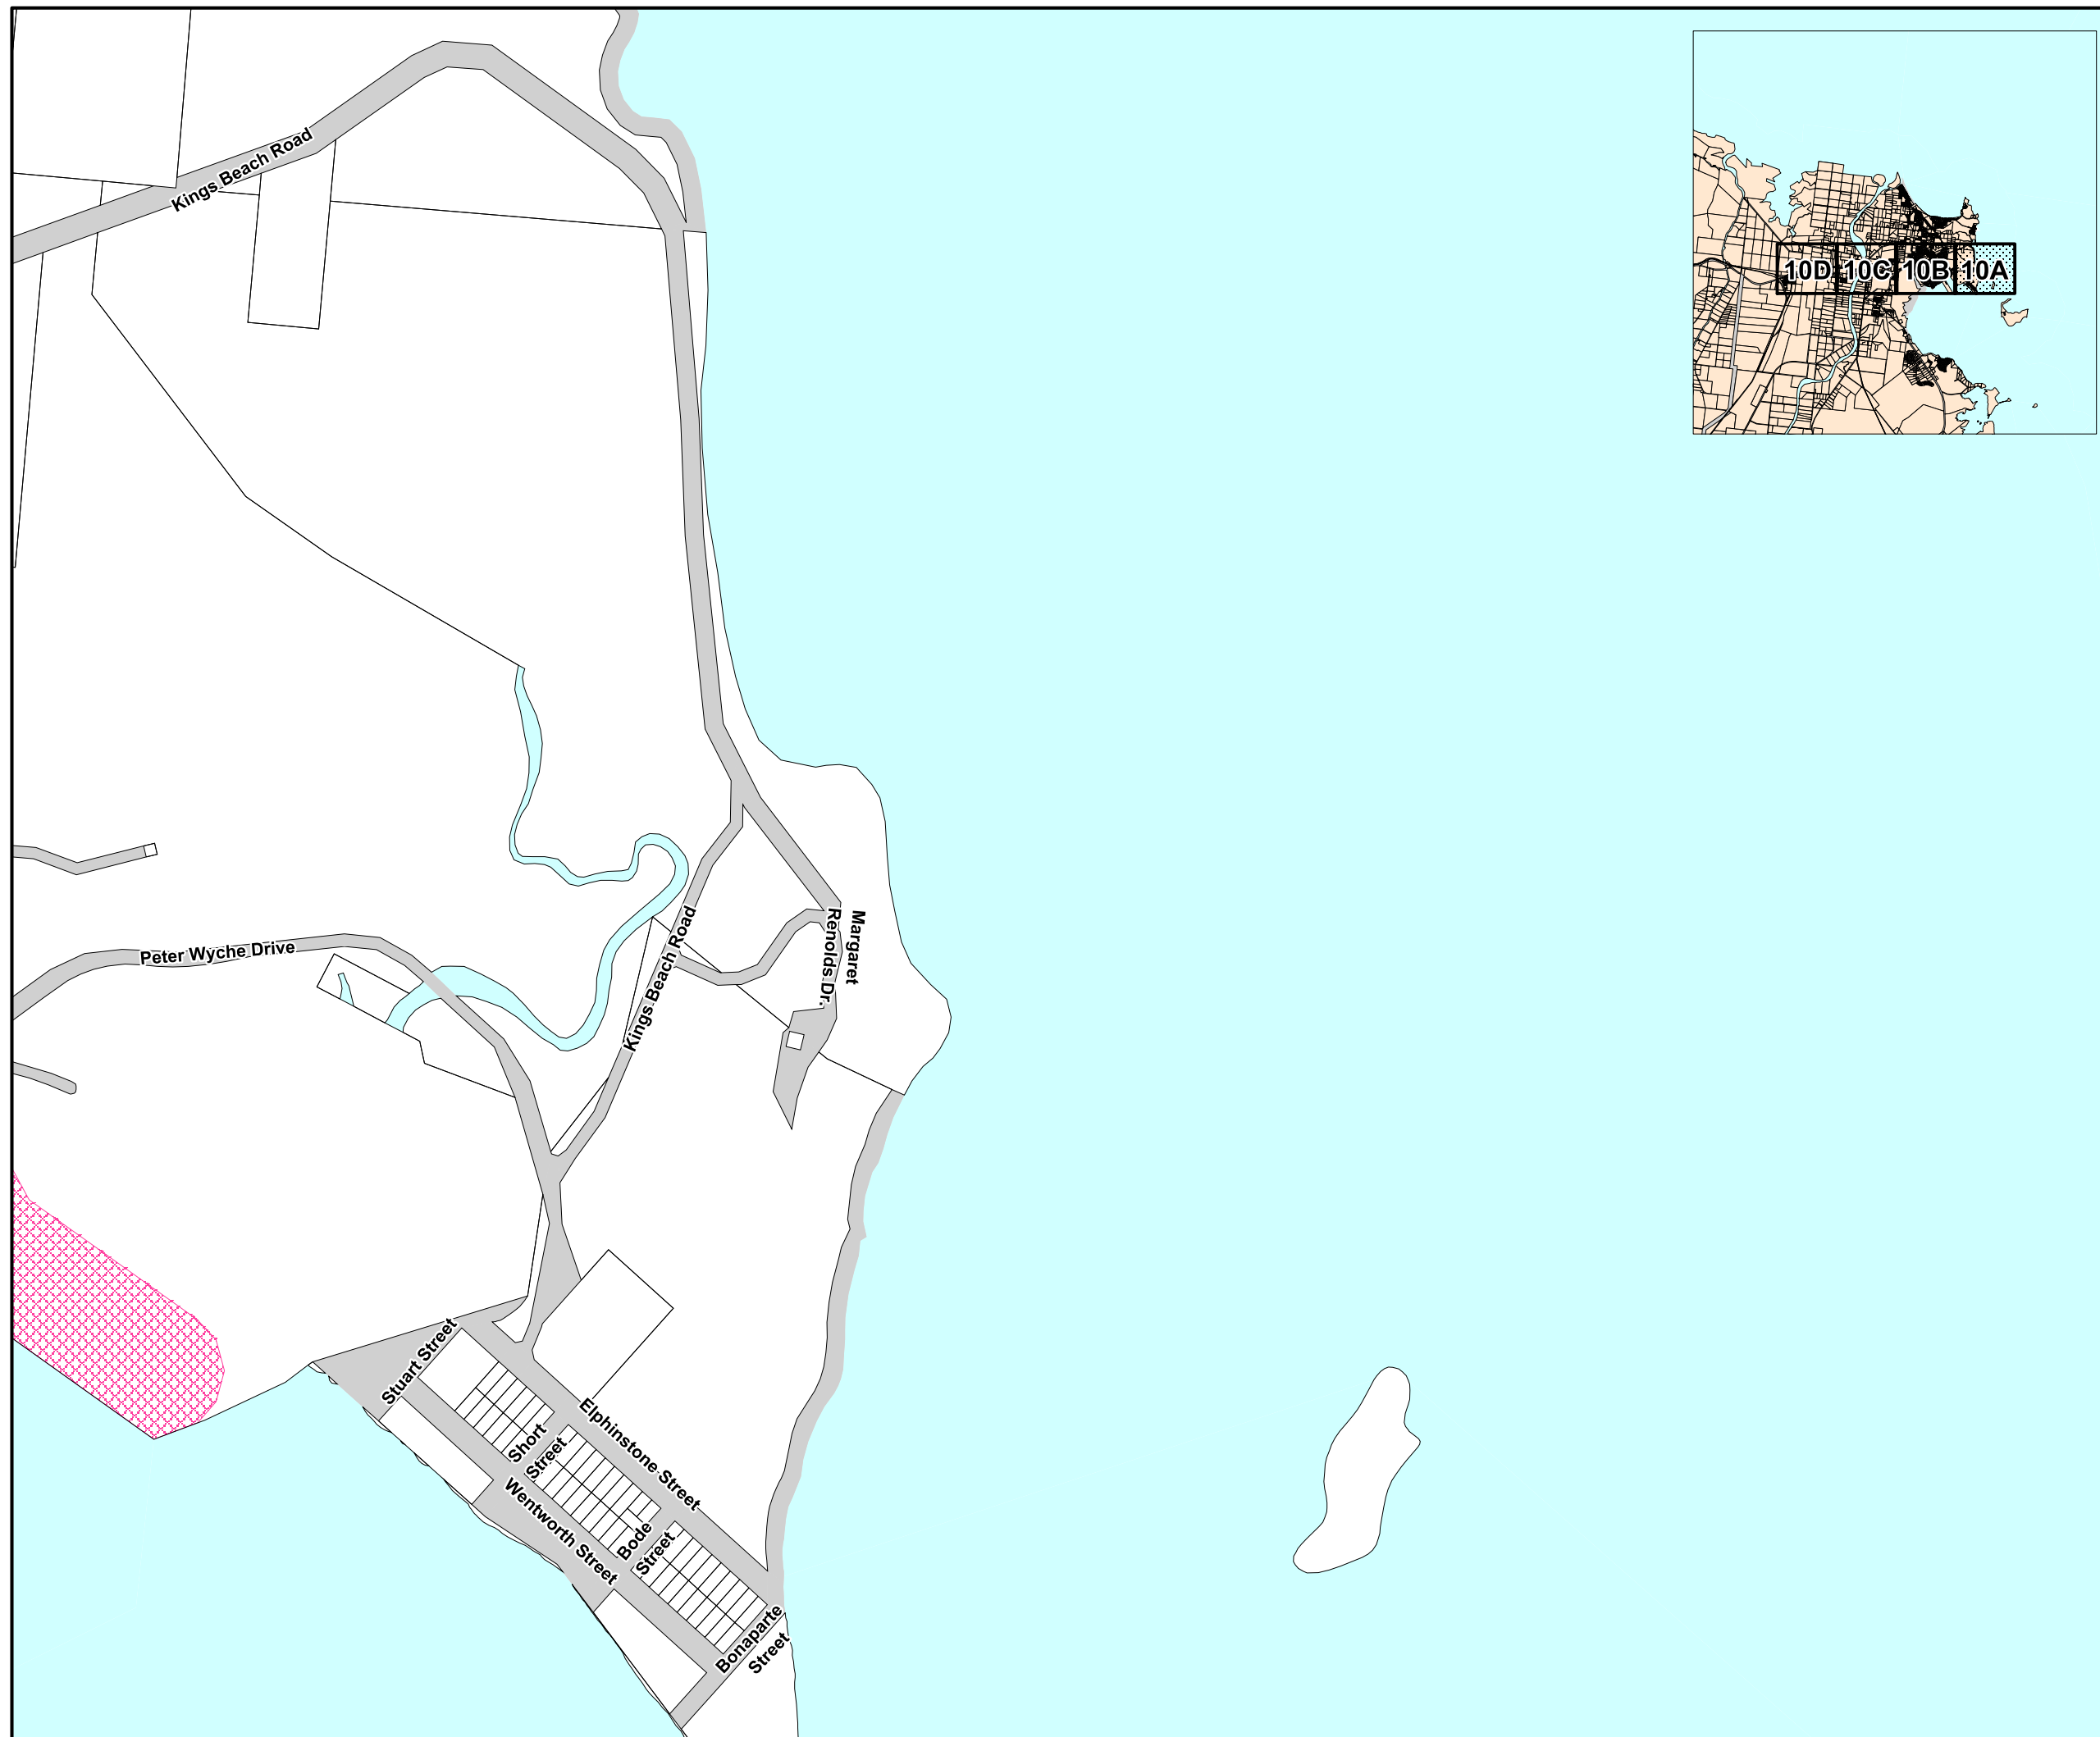 Kings Beach Road
10D
10C
10B
10A
Margaret
Renolds Dr.
Kings Beach Road
Peter Wyche Drive
Stuart Street
Elphinstone Street
Short
Street
Wentworth Street
Bode
Street
Bonaparte
Street